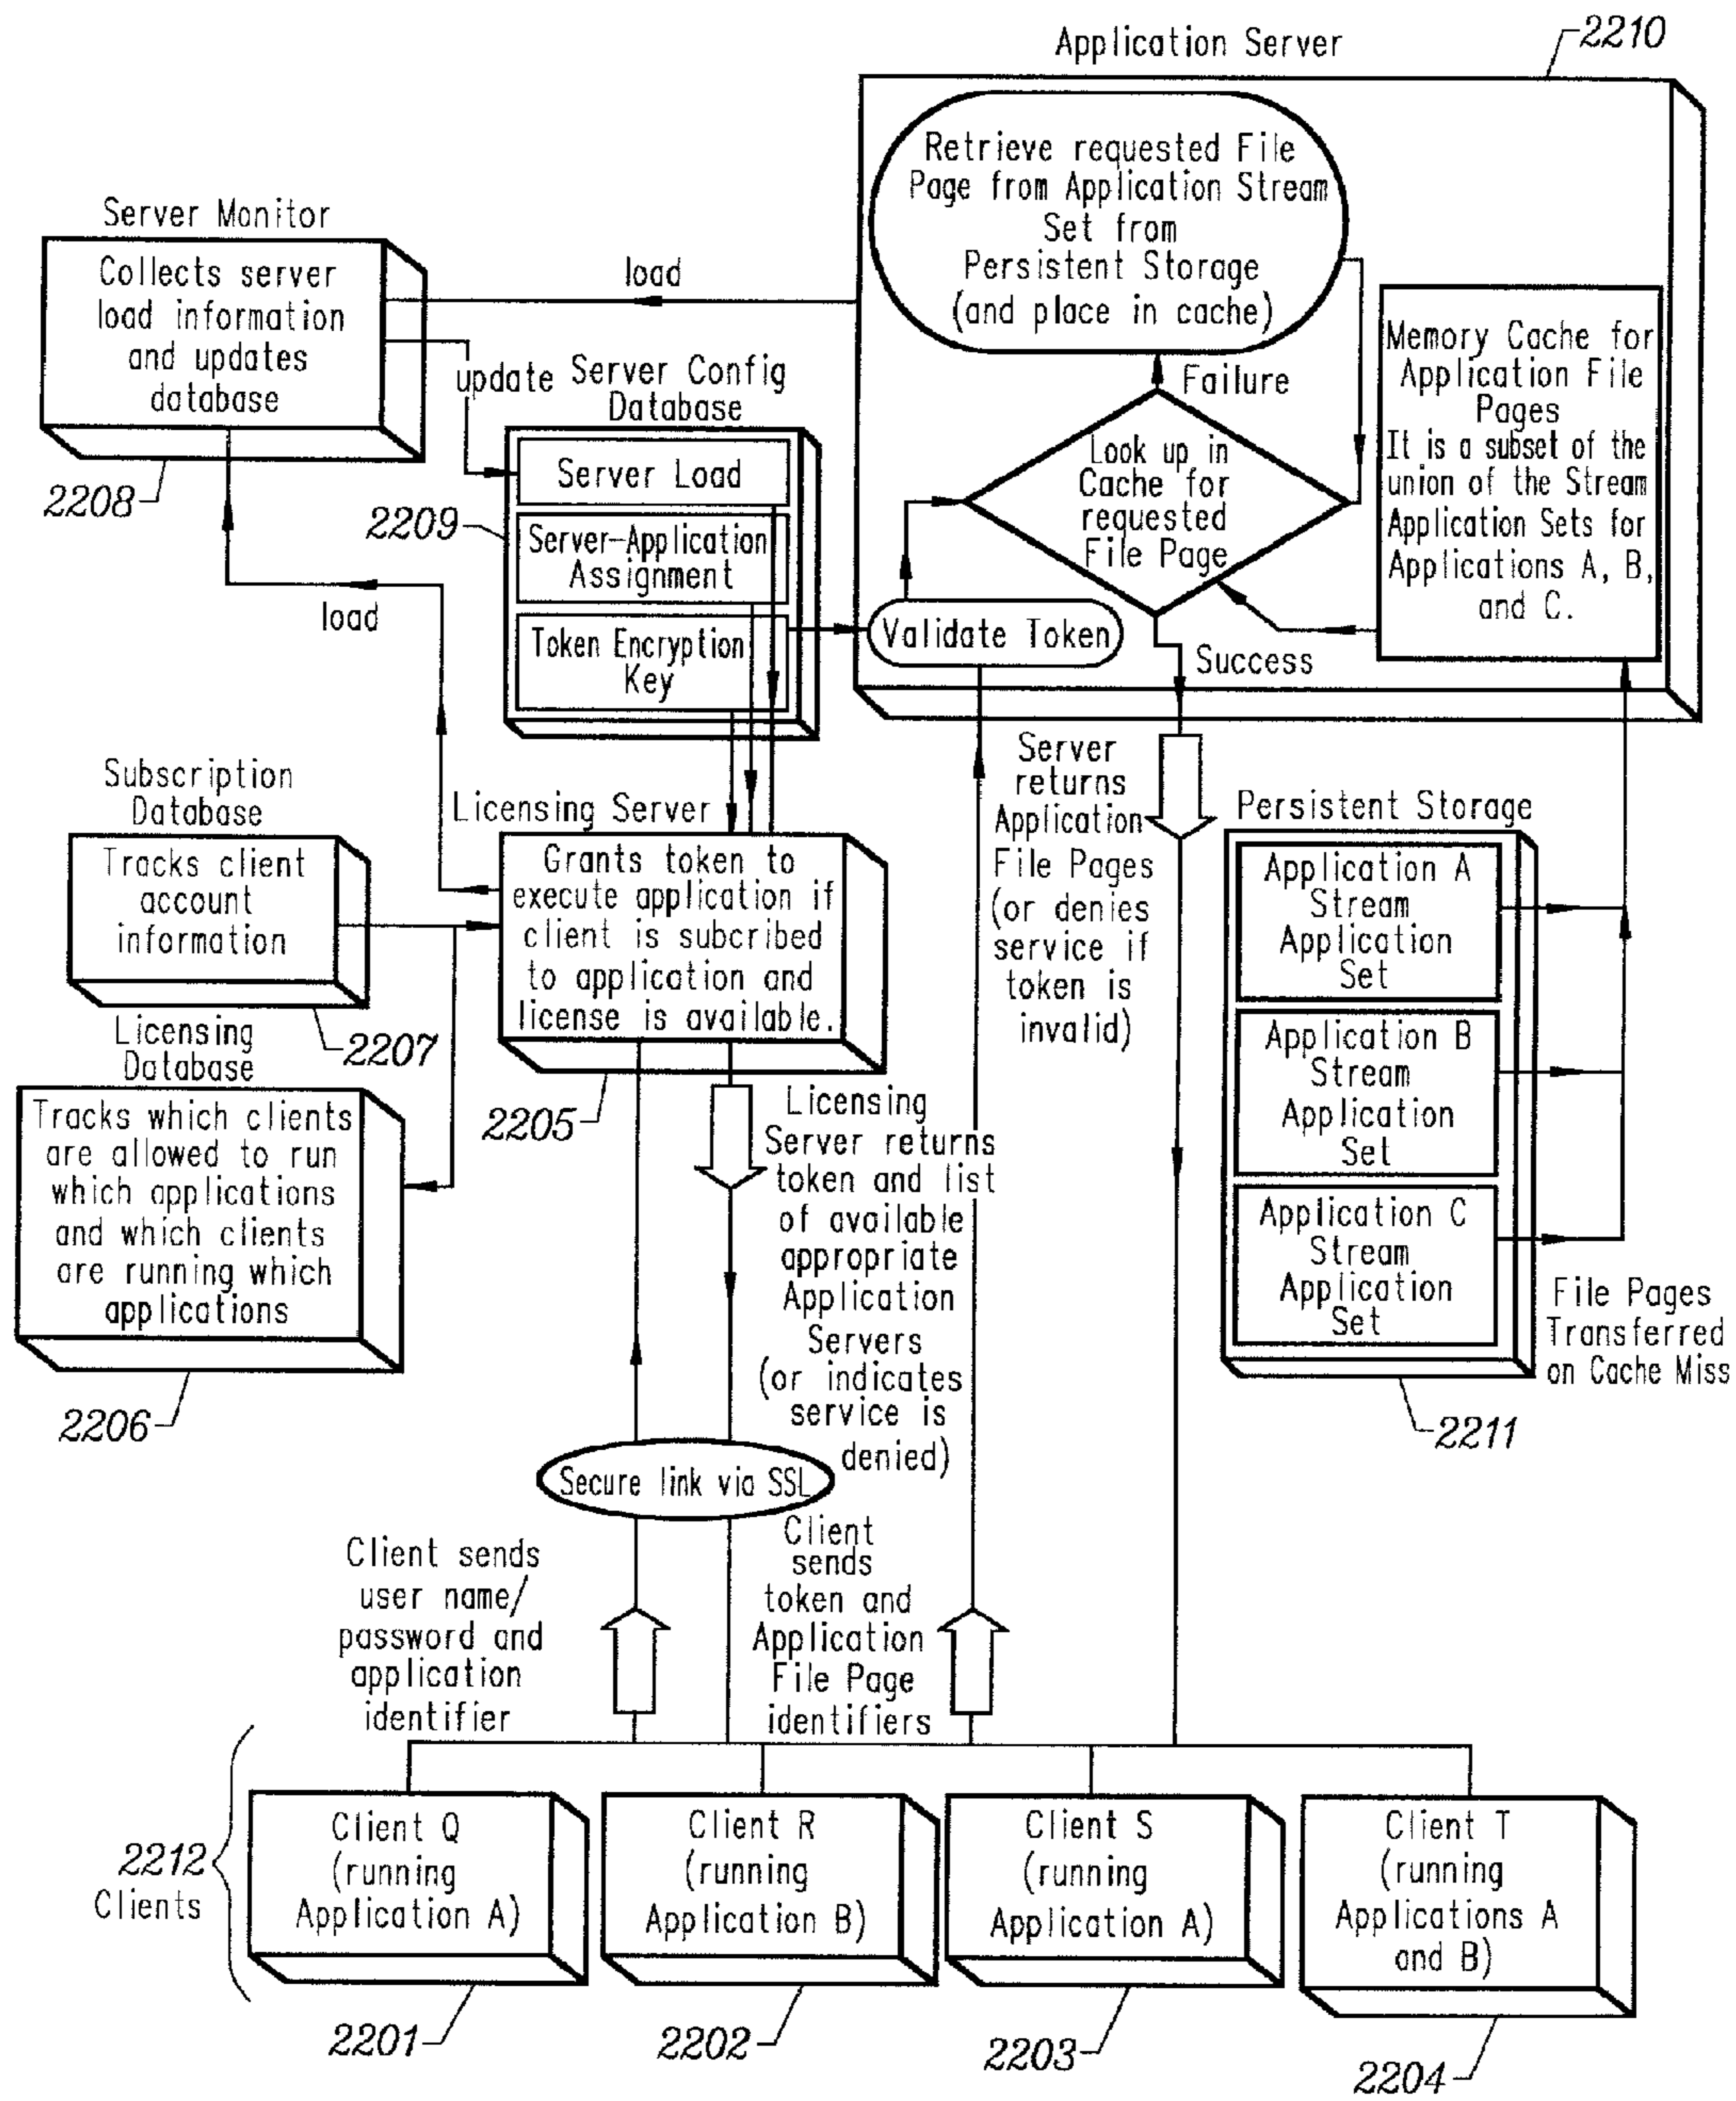 Application Server
2210
Retrieve requested File
Page from Application Stream
Set from
Persistent Storage
(and place in cache)
Server Monitor
Collects server
load information
and updates
database
2208
load
load
update
Server Config
Database
Server Load
Server-Application
Assignment
Token Encryption
Key
2209
Failure
Look up in
Cache for
requested
File Page
Validate Token
Success
Memory Cache for
Application File
Pages
It is a subset of the
union of the Stream
Application Sets for
Applications A, B,
and C.
Subscription
Database
Tracks client
account
information
2207
Licensing
Database
Tracks which clients
are allowed to run
which applications
and which clients
are running which
applications
2206
Licensing Server
Grants token to
execute application if
client is subcribed
to application and
license is available.
2205
Server
returns
Application
File Pages
(or denies
service if
token is
invalid)
Persistent Storage
Application A
Stream
Application
Set
Application B
Stream
Application
Set
Application C
Stream
Application
Set
2211
File Pages
Transferred
on Cache Miss
Licensing
Server returns
token and list
of available
appropriate
Application
Servers
(or indicates
service is
denied)
Secure link via SSL
Client sends
user name/
password and
application
identifier
Client
sends
token and
Application
File Page
identifiers
2212
Clients
Client Q
(running
Application A)
2201
Client R
(running
Application B)
2202
Client S
(running
Application A)
2203
Client T
(running
Applications A
and B)
2204